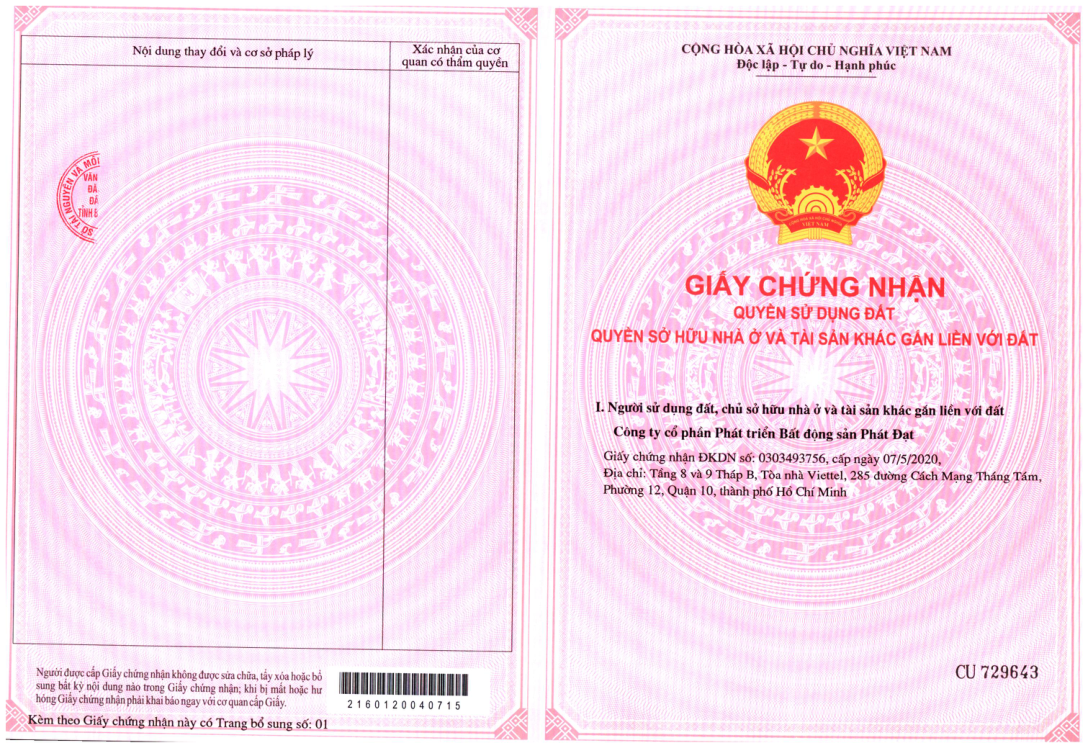 Nội dung thay đổi và cơ sở pháp lý
Xác nhận của cơ
quan có thẩm quyền
SỞ TÀI NGUYÊN VÀ MÔI
VĂN
ĐĂ
ĐẤ
TỈNH B
Người được cấp Giấy chứng nhận không được sửa chữa, tẩy xóa hoặc bổ
sung bất kỳ nội dung nào trong Giấy chứng nhận; khi bị mất hoặc hư
hỏng Giấy chứng nhận phải khai báo ngay với cơ quan cấp Giấy.
2160120040715
Kèm theo Giấy chứng nhận này có Trang bổ sung số: 01
CỘNG HÒA XÃ HỘI CHỦ NGHĨA VIỆT NAM
Độc lập - Tự do - Hạnh phúc
VIỆT NAM
GIẤY CHỨNG NHẬN
QUYỀN SỬ DỤNG ĐẤT
QUYỀN SỞ HỮU NHÀ Ở VÀ TÀI SẢN KHÁC GẮN LIỀN VỚI ĐẤT
I. Người sử dụng đất, chủ sở hữu nhà ở và tài sản khác gắn liền với đất
Công ty cổ phần Phát triển Bất động sản Phát Đạt
Giấy chứng nhận ĐKDN số: 0303493756, cấp ngày 07/5/2020,
Địa chỉ: Tầng 8 và 9 Tháp B, Tòa nhà Viettel, 285 đường Cách Mạng Tháng Tám,
Phường 12, Quận 10, thành phố Hồ Chí Minh
CU 729643